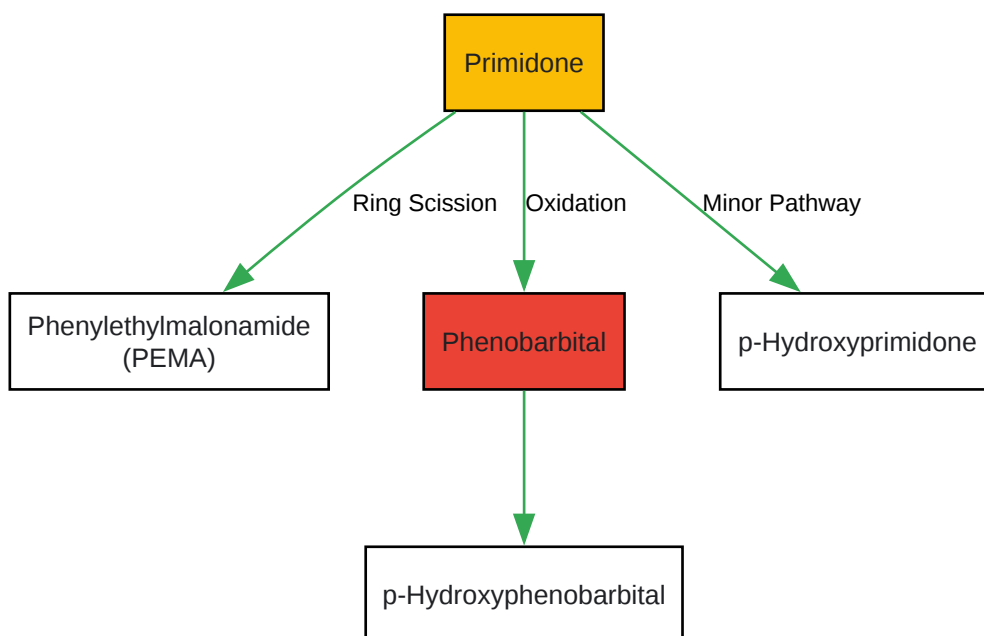 Primidone
Ring Scission
Oxidation
Minor Pathway
Phenylethylmalonamide
(PEMA)
Phenobarbital
p-Hydroxyprimidone
p-Hydroxyphenobarbital